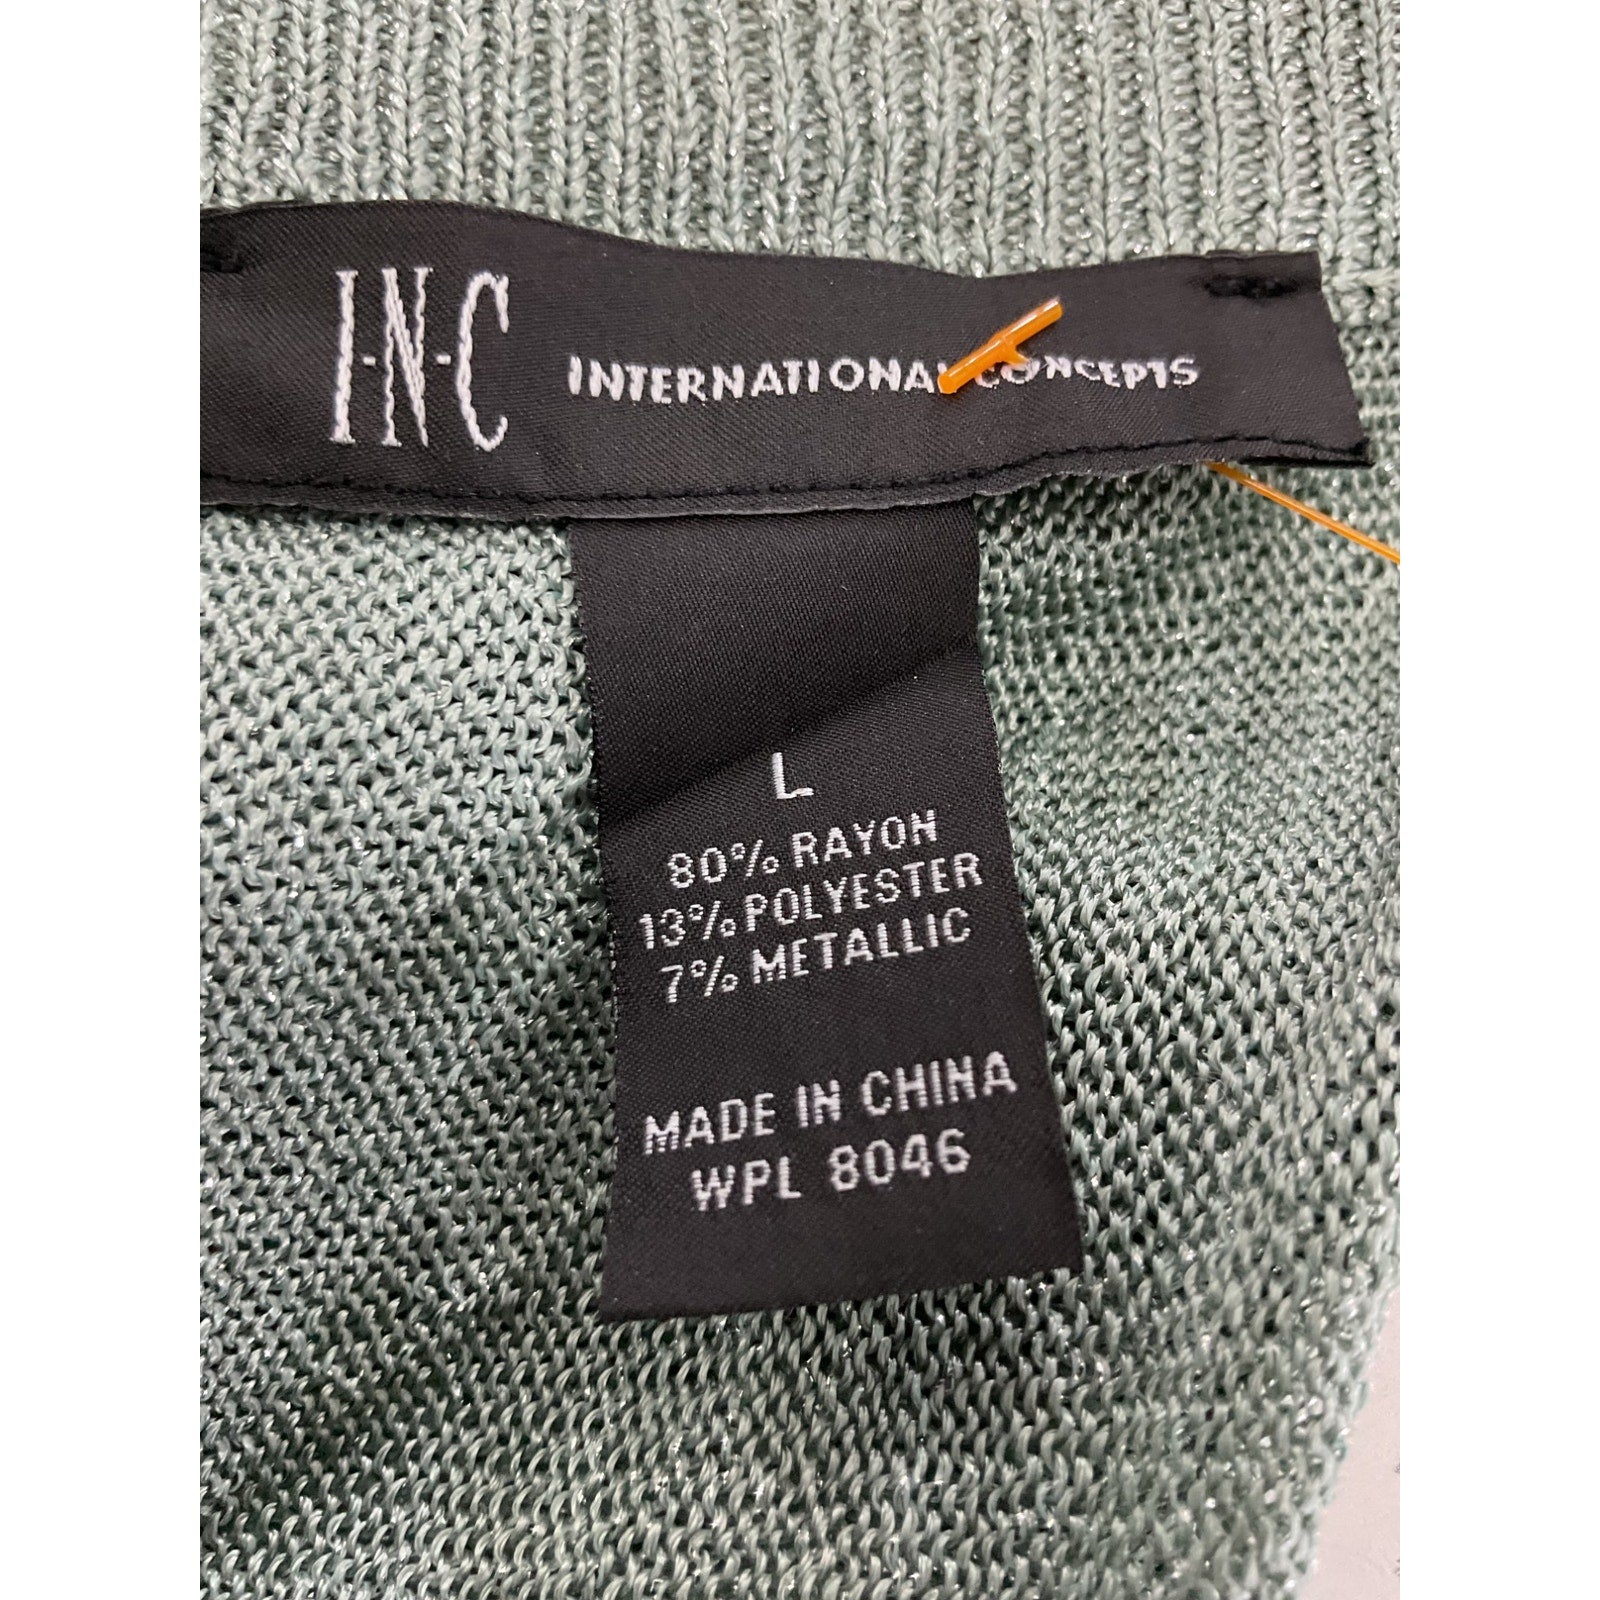 I·N·C INTERNATIONAL CONCEPTS
L
80% RAYON
13% POLYESTER
7% METALLIC
MADE IN CHINA
WPL 8046